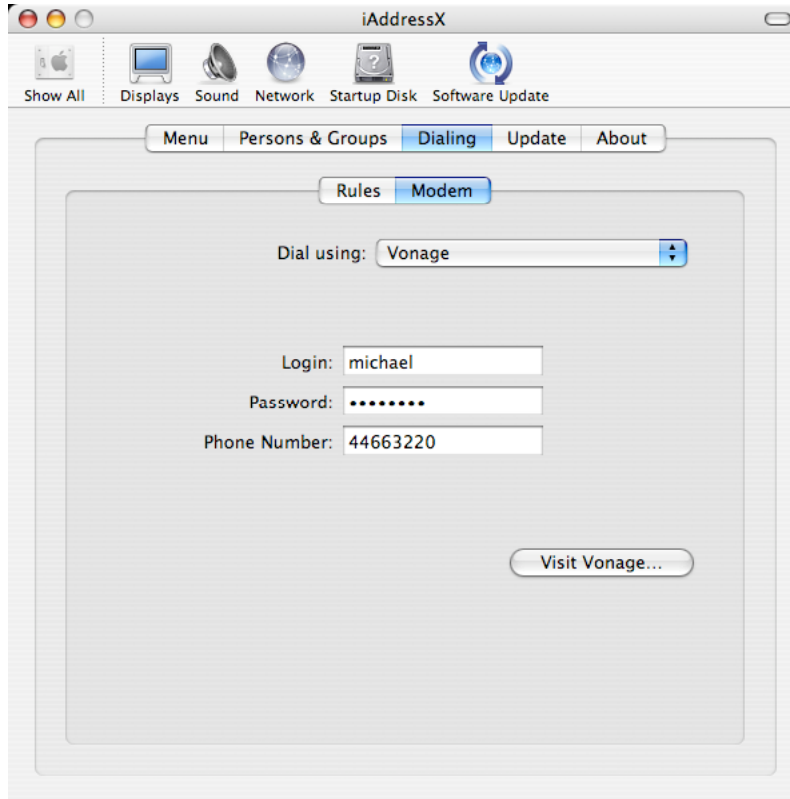 iAddressX
Show All Displays Sound Network Startup Disk Software Update
Menu Persons & Groups Dialing Update About
Rules Modem
Dial using: Vonage
Login: michael
Password: ••••••••
Phone Number: 44663220
Visit Vonage...